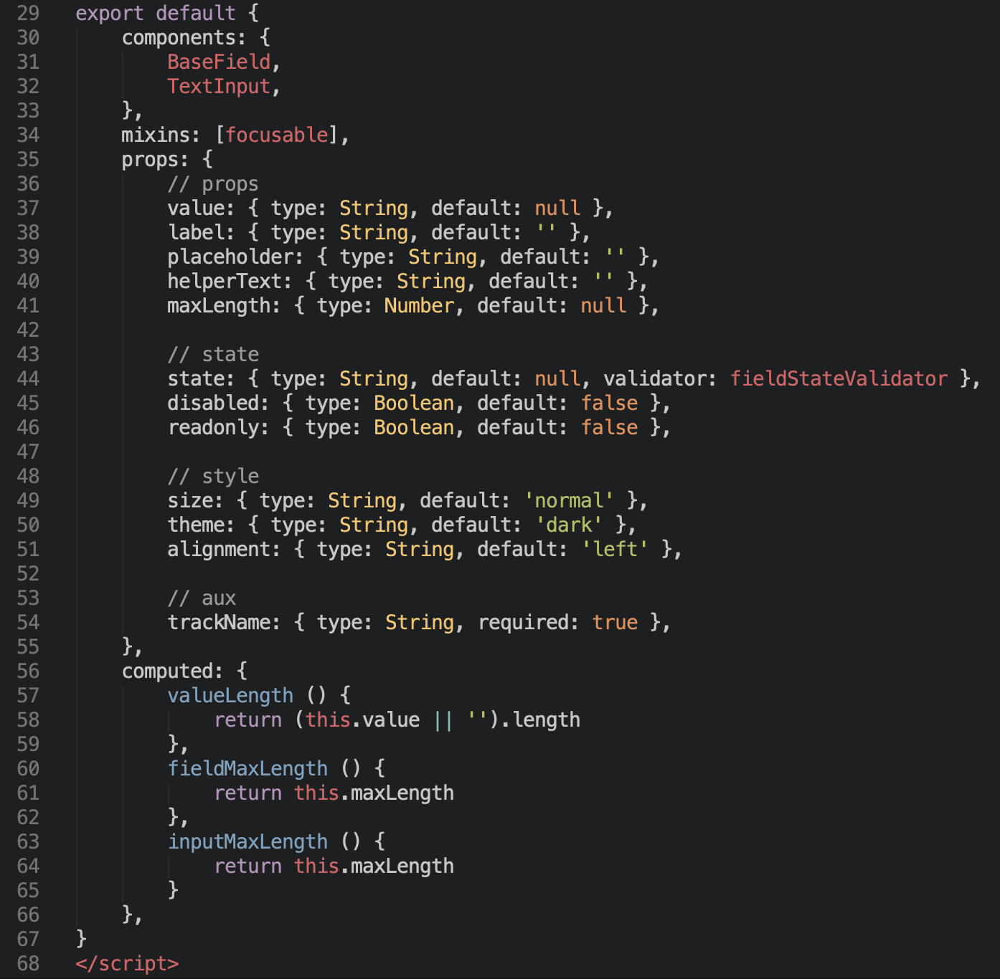 29 export default {
30     components: {
31         BaseField,
32         TextInput,
33     },
34     mixins: [focusable],
35     props: {
36         // props
37         value: { type: String, default: null },
38         label: { type: String, default: '' },
39         placeholder: { type: String, default: '' },
40         helperText: { type: String, default: '' },
41         maxLength: { type: Number, default: null },
42
43         // state
44         state: { type: String, default: null, validator: fieldStateValidator },
45         disabled: { type: Boolean, default: false },
46         readonly: { type: Boolean, default: false },
47
48         // style
49         size: { type: String, default: 'normal' },
50         theme: { type: String, default: 'dark' },
51         alignment: { type: String, default: 'left' },
52
53         // aux
54         trackName: { type: String, required: true },
55     },
56     computed: {
57         valueLength () {
58             return (this.value || '').length
59         },
60         fieldMaxLength () {
61             return this.maxLength
62         },
63         inputMaxLength () {
64             return this.maxLength
65         }
66     },
67 }
68 </script>